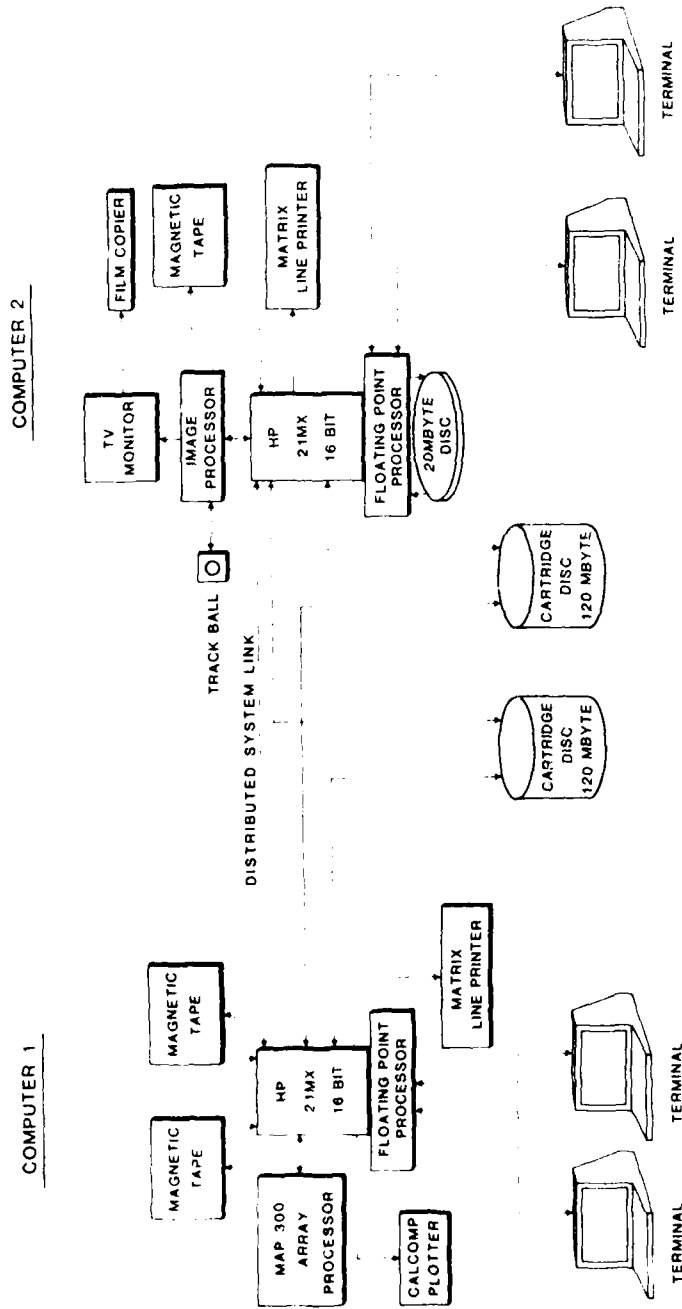 COMPUTER 1
MAGNETIC
TAPE
MAGNETIC
TAPE
MAP 300
ARRAY
PROCESSOR
HP
21MX
16 BIT
FLOATING POINT
PROCESSOR
CALCOMP
PLOTTER
MATRIX
LINE PRINTER
TERMINAL
TERMINAL
DISTRIBUTED SYSTEM LINK
CARTRIDGE
DISC
120 MBYTE
CARTRIDGE
DISC
120 MBYTE
COMPUTER 2
TV
MONITOR
FILM COPIER
MAGNETIC
TAPE
TRACK BALL
IMAGE
PROCESSOR
MATRIX
LINE PRINTER
HP
21MX
16 BIT
FLOATING POINT
PROCESSOR
20MBYTE
DISC
TERMINAL
TERMINAL